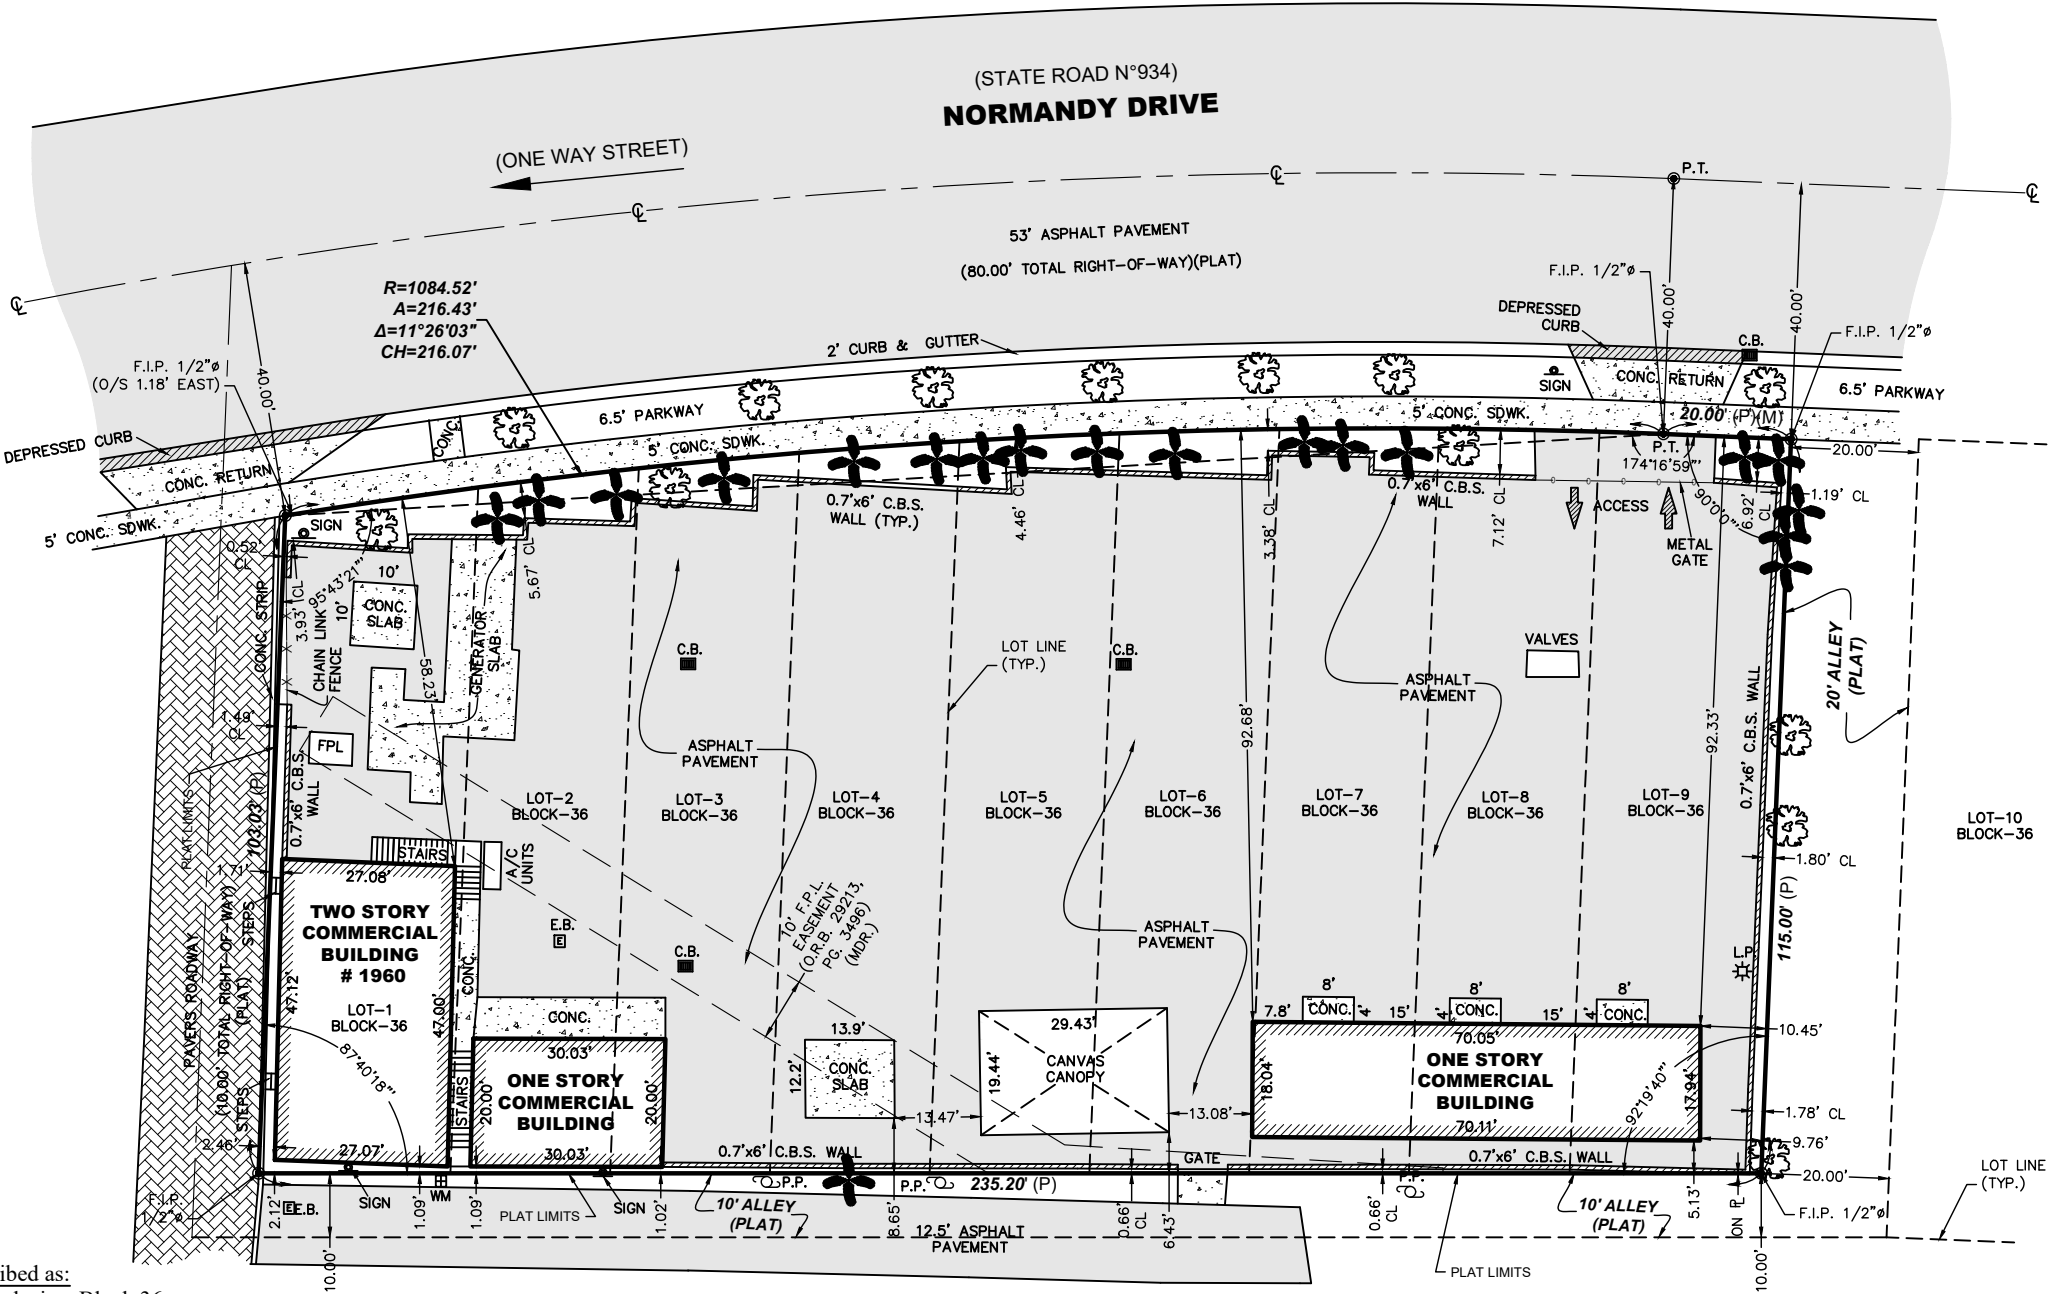 (STATE ROAD N°934)
NORMANDY DRIVE
(ONE WAY STREET)
P.T.
53' ASPHALT PAVEMENT
(80.00' TOTAL RIGHT-OF-WAY)(PLAT)
R=1084.52'
A=216.43'
Δ=11°26'03"
CH=216.07'
F.I.P. 1/2"ø
40.00'
40.00'
DEPRESSED
CURB
C.B.
F.I.P. 1/2"ø
2' CURB & GUTTER
F.I.P. 1/2"ø
(O/S 1.18' EAST)
40.00'
SIGN
CONC. RETURN
6.5' PARKWAY
6.5' PARKWAY
CONC.
5' CONC. SDWK.
5' CONC. SDWK.
20.00' (P)(M)
DEPRESSED CURB
CONC. RETURN
5' CONC. SDWK.
P.T.
174°16'59"
20.00'
SIGN
0.7'x6' C.B.S.
WALL (TYP.)
0.7'x6' C.B.S.
WALL
4.46' CL
3.38' CL
7.12' CL
ACCESS
90°0'0"
6.92' CL
1.19' CL
METAL
GATE
0.52'
CL
CONC. STRIP
3.93' CL
95°43'21"
10'
10'
CONC.
SLAB
CHAIN LINK
FENCE
58.23'
GENERATOR
SLAB
5.67' CL
C.B.
LOT LINE
(TYP.)
C.B.
VALVES
ASPHALT
PAVEMENT
20' ALLEY
(PLAT)
1.49'
CL
FPL
ASPHALT
PAVEMENT
92.68'
92.33'
0.7'x6' C.B.S. WALL
PLAT LIMITS
103.03' (P)
0.7'x6' C.B.S.
WALL
LOT-2
BLOCK-36
LOT-3
BLOCK-36
LOT-4
BLOCK-36
LOT-5
BLOCK-36
LOT-6
BLOCK-36
LOT-7
BLOCK-36
LOT-8
BLOCK-36
LOT-9
BLOCK-36
LOT-10
BLOCK-36
STAIRS
A/C
UNITS
1.80' CL
1.71'
27.08'
TWO STORY
COMMERCIAL
BUILDING
# 1960
LOT-1
BLOCK-36
47.12'
47.00'
CONC.
E.B.
E
C.B.
10' F.P.L.
EASEMENT
(O.R.B. 29213,
PG. 3496)
(MDR.)
ASPHALT
PAVEMENT
115.00' (P)
L.P
PAVERS ROADWAY
(10.00' TOTAL RIGHT-OF-WAY)
(PLAT)
STEPS
STEPS
87°40'18"
CONC.
30.03'
ONE STORY
COMMERCIAL
BUILDING
20.00'
20.00'
30.03'
STAIRS
13.9'
12.2'
CONC.
SLAB
13.47'
29.43'
19.44'
CANVAS
CANOPY
13.08'
7.8'
8'
CONC.
4'
15'
8'
CONC.
4'
15'
8'
CONC.
4'
70.05'
ONE STORY
COMMERCIAL
BUILDING
18.04'
17.94'
70.11'
10.45'
92°19'40"
1.78' CL
9.76'
2.46'
27.07'
0.7'x6' C.B.S. WALL
GATE
0.7'x6' C.B.S. WALL
P.P.
P.P.
235.20' (P)
P.P.
20.00'
LOT LINE
(TYP.)
F.I.P.
1/2"ø
2.12'
E
E.B.
SIGN
1.09'
WM
1.09'
PLAT LIMITS
SIGN
1.02'
10' ALLEY
(PLAT)
8.65'
12.5' ASPHALT
PAVEMENT
0.66'
CL
6.43'
0.66'
CL
10' ALLEY
(PLAT)
5.13'
ON P.L.
F.I.P. 1/2"ø
10.00'
10.00'
PLAT LIMITS
ibed as: